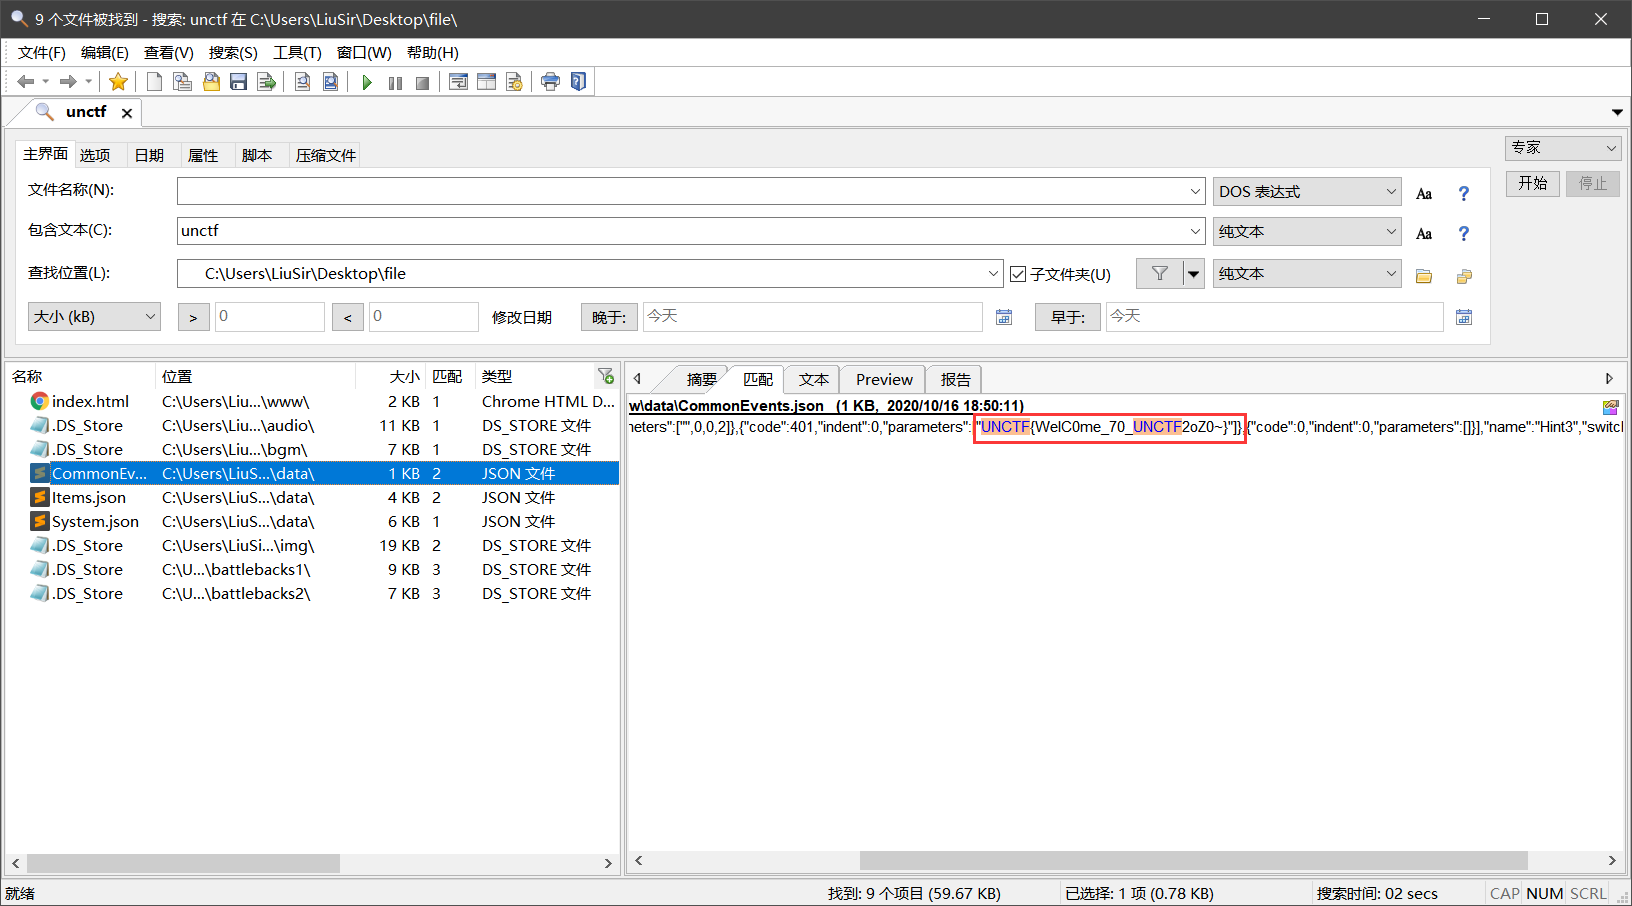 9 个文件被找到 - 搜索: unctf 在 C:\Users\LiuSir\Desktop\file\
文件(F) 编辑(E) 查看(V) 搜索(S) 工具(T) 窗口(W) 帮助(H)
unctf
主界面 选项 日期 属性 脚本 压缩文件
专家
文件名称(N):
DOS 表达式 Aa ?
开始 停止
包含文本(C): unctf
纯文本 Aa ?
查找位置(L): C:\Users\LiuSir\Desktop\file
子文件夹(U) 纯文本
大小 (kB) > 0 < 0 修改日期 晚于: 今天 早于: 今天
名称 位置 大小 匹配 类型
index.html C:\Users\Liu...\www\ 2 KB 1 Chrome HTML D...
.DS_Store C:\Users\Liu...\audio\ 11 KB 1 DS_STORE 文件
.DS_Store C:\Users\Liu...\bgm\ 7 KB 1 DS_STORE 文件
CommonEv... C:\Users\LiuS...\data\ 1 KB 2 JSON 文件
Items.json C:\Users\LiuS...\data\ 4 KB 2 JSON 文件
System.json C:\Users\LiuS...\data\ 6 KB 1 JSON 文件
.DS_Store C:\Users\LiuSi...\img\ 19 KB 2 DS_STORE 文件
.DS_Store C:\U...\battlebacks1\ 9 KB 3 DS_STORE 文件
.DS_Store C:\U...\battlebacks2\ 7 KB 3 DS_STORE 文件
摘要 匹配 文本 Preview 报告
w\data\CommonEvents.json (1 KB, 2020/10/16 18:50:11)
neters":["",0,0,2]},{"code":401,"indent":0,"parameters":"UNCTF{WelC0me_70_UNCTF2oZ0~}"]},{"code":0,"indent":0,"parameters":[]}],"name":"Hint3","switcl
就绪 找到: 9 个项目 (59.67 KB) 已选择: 1 项 (0.78 KB) 搜索时间: 02 secs CAP NUM SCRL